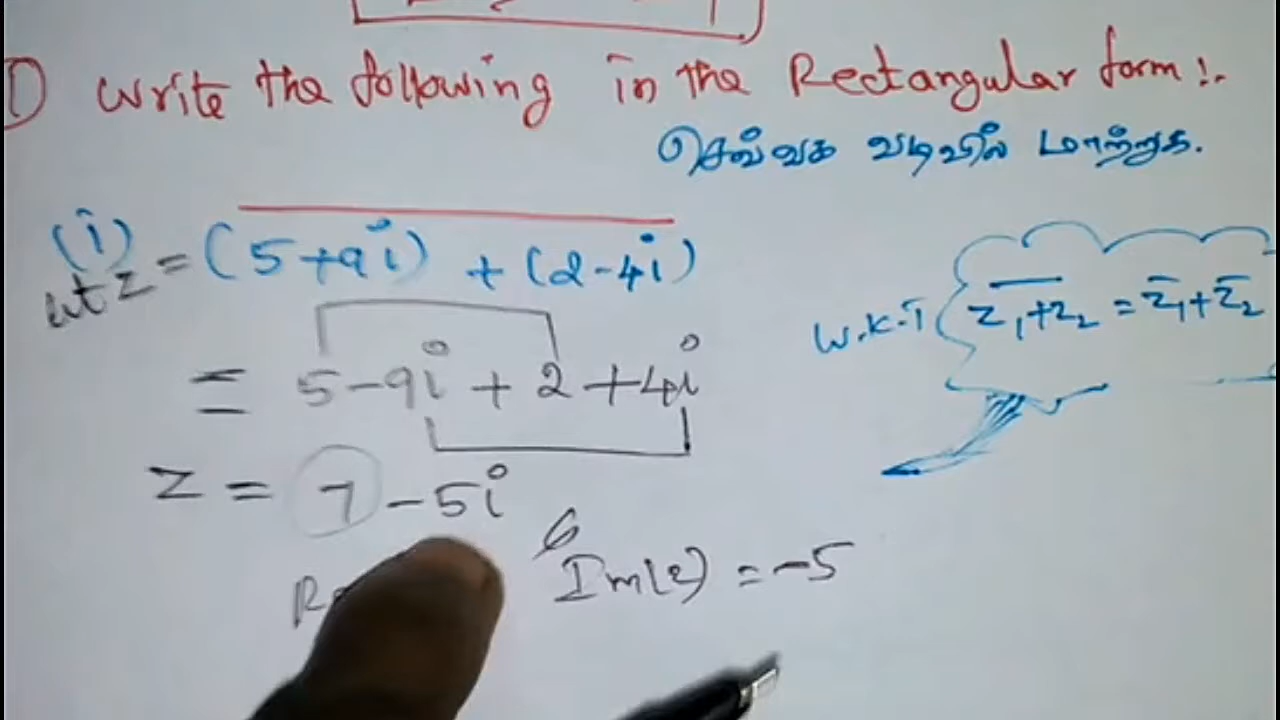 1) Write the following in the Rectangular form :-
செவ்வக வடிவில் மாற்றுக.
(i) let z = (5+9i) + (2-4i)
W.K.T z₁+z₂ = z̄₁+z̄₂
= 5-9i + 2 +4i
z = 7 - 5i
Im(z) = -5